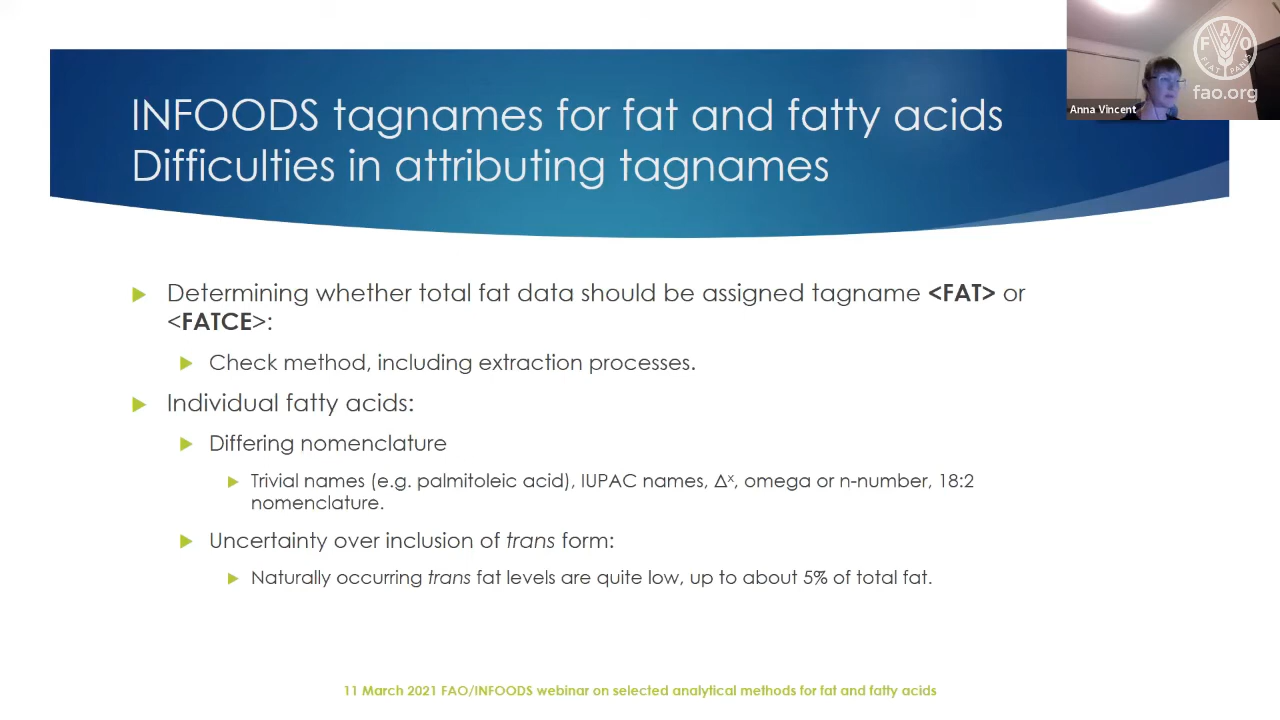 INFOODS tagnames for fat and fatty acids
Difficulties in attributing tagnames
FAO
FIAT PANIS
fao.org
Anna Vincent
Determining whether total fat data should be assigned tagname <FAT> or
<FATCE>:
Check method, including extraction processes.
Individual fatty acids:
Differing nomenclature
Trivial names (e.g. palmitoleic acid), IUPAC names, Δˣ, omega or n-number, 18:2
nomenclature.
Uncertainty over inclusion of trans form:
Naturally occurring trans fat levels are quite low, up to about 5% of total fat.
11 March 2021 FAO/INFOODS webinar on selected analytical methods for fat and fatty acids